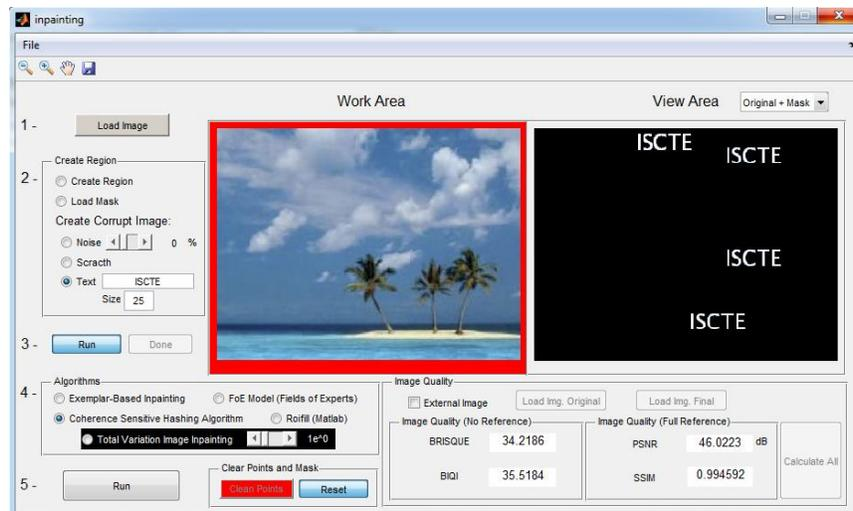 inpainting
File
Work Area
View Area
Original + Mask
1 -
Load Image
Create Region
2 -
Create Region
Load Mask
Create Corrupt Image:
Noise
0 %
Scracth
Text
ISCTE
Size
25
3 -
Run
Done
ISCTE
ISCTE
ISCTE
ISCTE
4 -
Algorithms
Exemplar-Based Inpainting
FoE Model (Fields of Experts)
Coherence Sensitive Hashing Algorithm
Roifill (Matlab)
Total Variation Image Inpainting
1e^0
5 -
Run
Clear Points and Mask
Clean Points
Reset
Image Quality
External Image
Load Img. Original
Load Img. Final
Image Quality (No Reference)
BRISQUE
34.2186
BIQI
35.5184
Image Quality (Full Reference)
PSNR
46.0223 dB
SSIM
0.994592
Calculate All